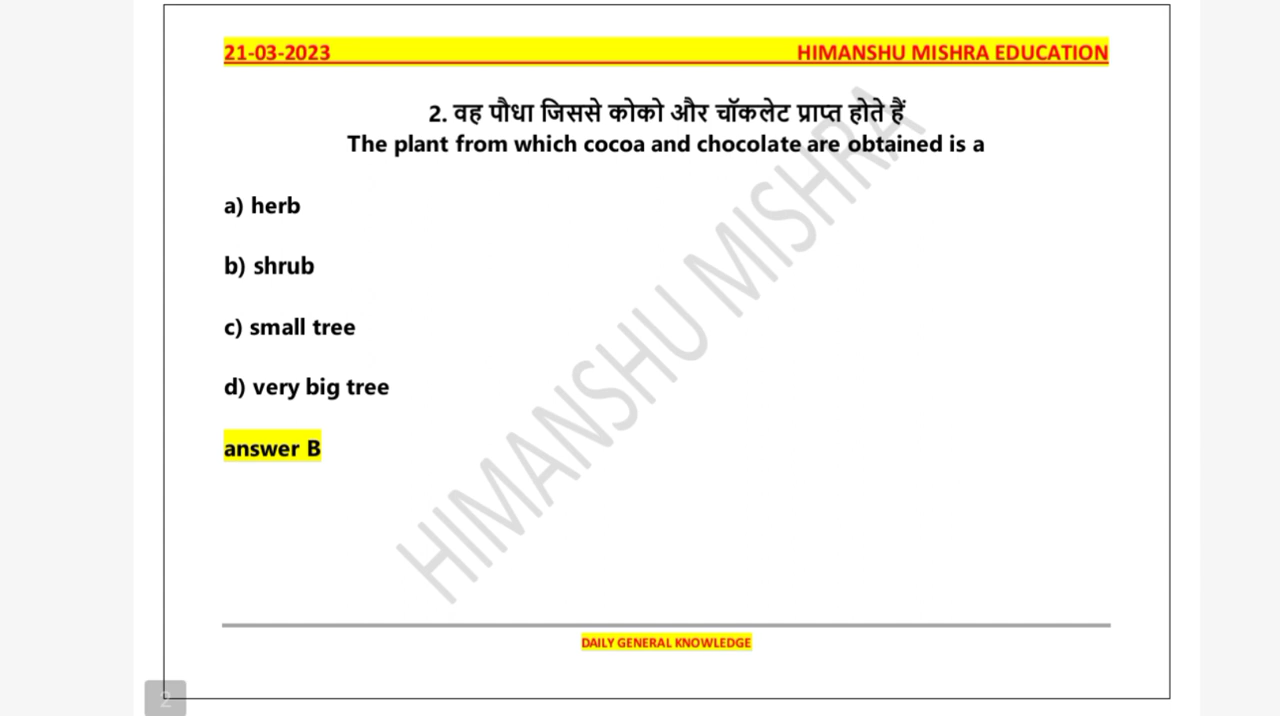 21-03-2023 HIMANSHU MISHRA EDUCATION
2. वह पौधा जिससे कोको और चॉकलेट प्राप्त होते हैं
The plant from which cocoa and chocolate are obtained is a
a) herb
b) shrub
c) small tree
d) very big tree
answer B
HIMANSHU MISHRA
DAILY GENERAL KNOWLEDGE
2